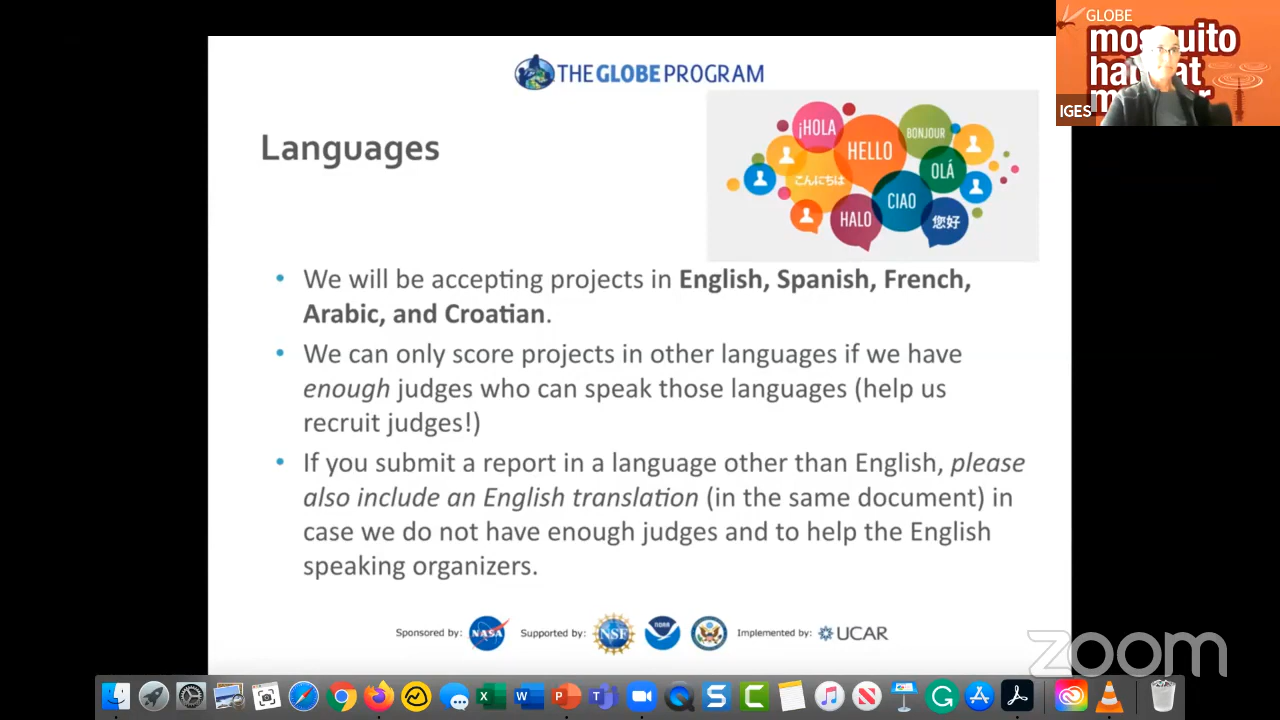 THE GLOBE PROGRAM
GLOBE
mosquito
IGES
Languages
¡HOLA
HELLO
BONJOUR
こんにちは
OLÁ
CIAO
HALO
您好
• We will be accepting projects in English, Spanish, French,
Arabic, and Croatian.
• We can only score projects in other languages if we have
enough judges who can speak those languages (help us
recruit judges!)
• If you submit a report in a language other than English, please
also include an English translation (in the same document) in
case we do not have enough judges and to help the English
speaking organizers.
Sponsored by: NASA Supported by: NSF NOAA Implemented by: UCAR
zoom